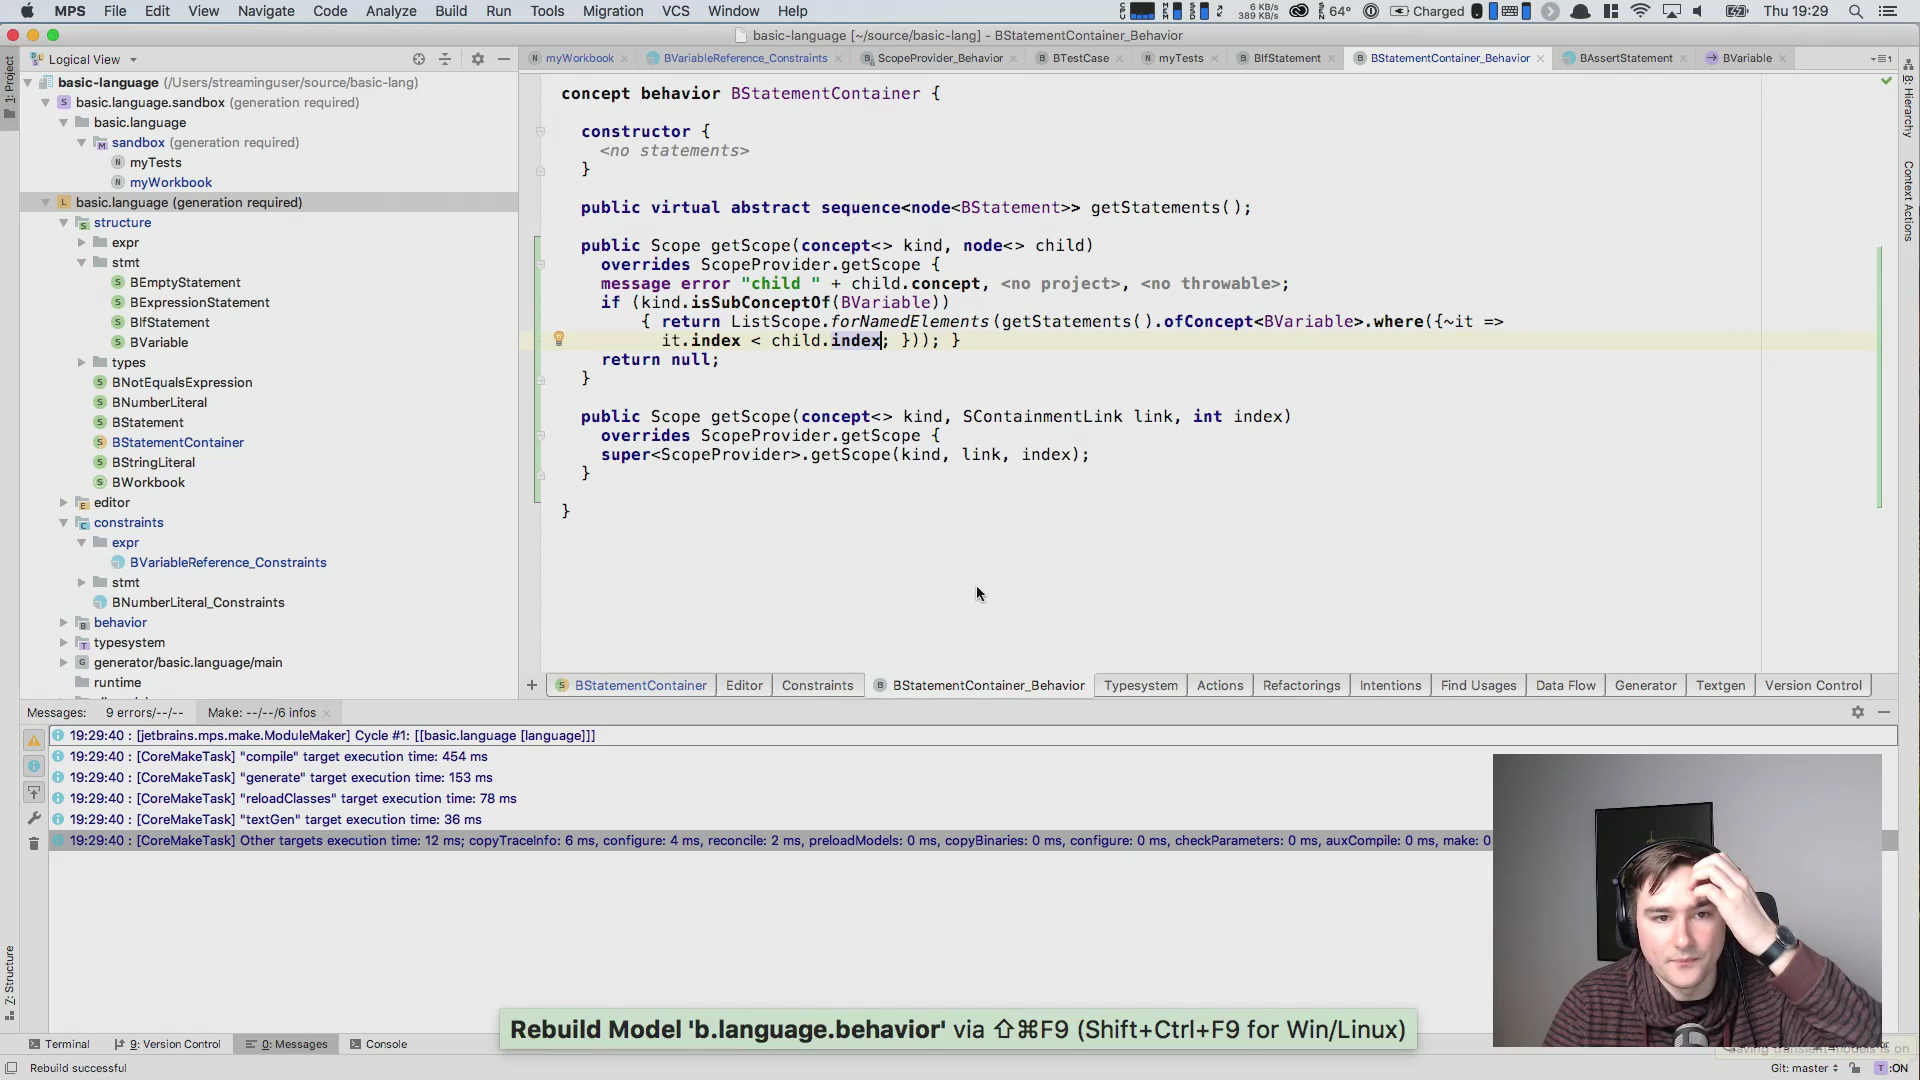 MPS File Edit View Navigate Code Analyze Build Run Tools Migration VCS Window Help
6 KB/s
389 KB/s
64° Charged Thu 19:29
basic-language [~/source/basic-lang] - BStatementContainer_Behavior
Logical View
myWorkbook BVariableReference_Constraints ScopeProvider_Behavior BTestCase myTests BIfStatement BStatementContainer_Behavior BAssertStatement BVariable
1: Project
basic-language (/Users/streaminguser/source/basic-lang)
basic.language.sandbox (generation required)
basic.language
sandbox (generation required)
myTests
myWorkbook
basic.language (generation required)
structure
expr
stmt
BEmptyStatement
BExpressionStatement
BIfStatement
BVariable
types
BNotEqualsExpression
BNumberLiteral
BStatement
BStatementContainer
BStringLiteral
BWorkbook
editor
constraints
expr
BVariableReference_Constraints
stmt
BNumberLiteral_Constraints
behavior
typesystem
generator/basic.language/main
runtime
concept behavior BStatementContainer {
constructor {
<no statements>
}
public virtual abstract sequence<node<BStatement>> getStatements();
public Scope getScope(concept<> kind, node<> child)
overrides ScopeProvider.getScope {
message error "child " + child.concept, <no project>, <no throwable>;
if (kind.isSubConceptOf(BVariable))
{ return ListScope.forNamedElements(getStatements().ofConcept<BVariable>.where({~it =>
it.index < child.index; })); }
return null;
}
public Scope getScope(concept<> kind, SContainmentLink link, int index)
overrides ScopeProvider.getScope {
super<ScopeProvider>.getScope(kind, link, index);
}
}
8: Hierarchy
Context Actions
+ BStatementContainer Editor Constraints BStatementContainer_Behavior Typesystem Actions Refactorings Intentions Find Usages Data Flow Generator Textgen Version Control
Messages: 9 errors/--/-- Make: --/--/6 infos
19:29:40 : [jetbrains.mps.make.ModuleMaker] Cycle #1: [[basic.language [language]]]
19:29:40 : [CoreMakeTask] "compile" target execution time: 454 ms
19:29:40 : [CoreMakeTask] "generate" target execution time: 153 ms
19:29:40 : [CoreMakeTask] "reloadClasses" target execution time: 78 ms
19:29:40 : [CoreMakeTask] "textGen" target execution time: 36 ms
19:29:40 : [CoreMakeTask] Other targets execution time: 12 ms; copyTraceInfo: 6 ms, configure: 4 ms, reconcile: 2 ms, preloadModels: 0 ms, copyBinaries: 0 ms, configure: 0 ms, checkParameters: 0 ms, auxCompile: 0 ms, make: 0
7: Structure
Rebuild Model 'b.language.behavior' via ⇧⌘F9 (Shift+Ctrl+F9 for Win/Linux)
Terminal 9: Version Control 0: Messages Console
Rebuild successful
Git: master T:ON